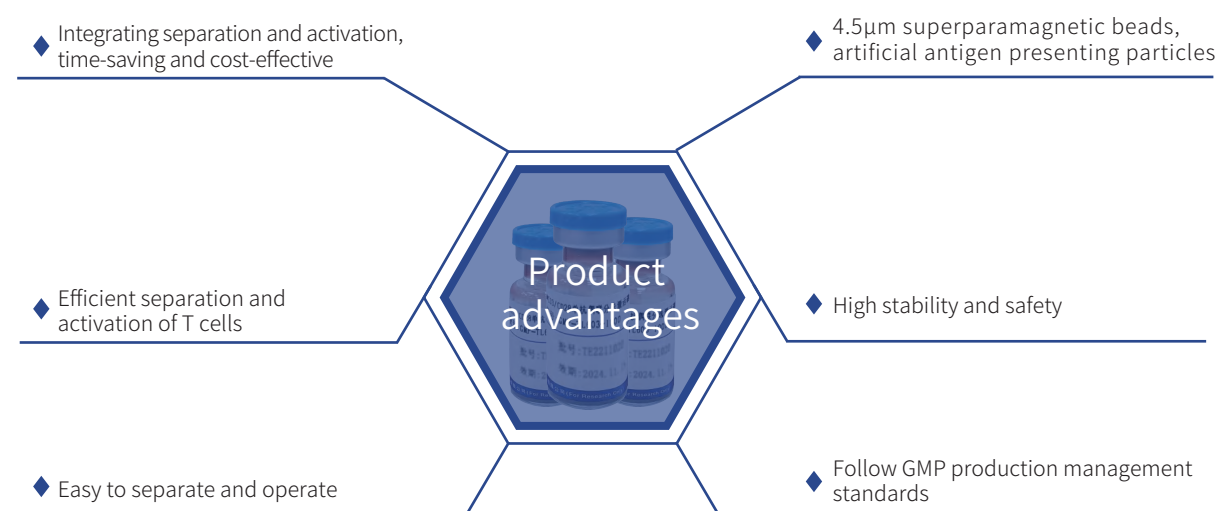 Integrating separation and activation,
time-saving and cost-effective
4.5μm superparamagnetic beads,
artificial antigen presenting particles
Product
advantages
Efficient separation and
activation of T cells
High stability and safety
Easy to separate and operate
Follow GMP production management
standards